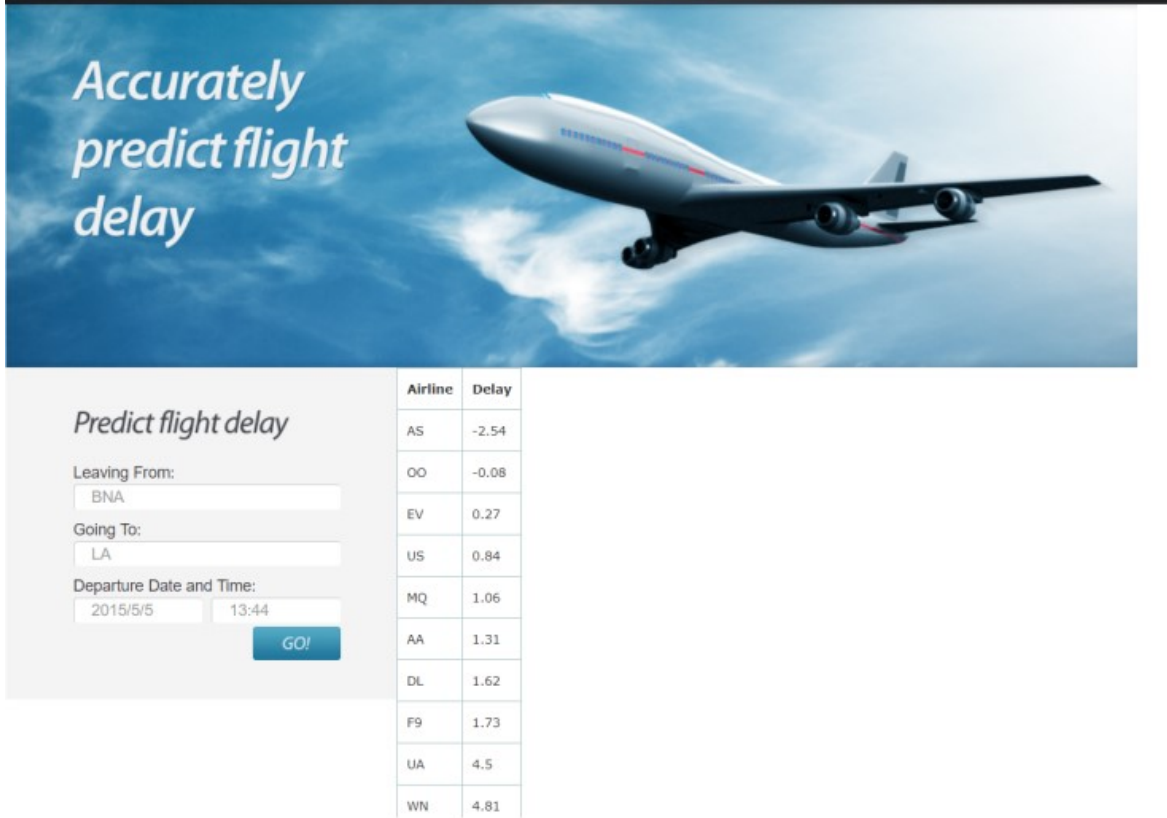 Accurately
predict flight
delay
Predict flight delay
Leaving From:
BNA
Going To:
LA
Departure Date and Time:
2015/5/5 13:44
GO!
Airline Delay
AS -2.54
OO -0.08
EV 0.27
US 0.84
MQ 1.06
AA 1.31
DL 1.62
F9 1.73
UA 4.5
WN 4.81